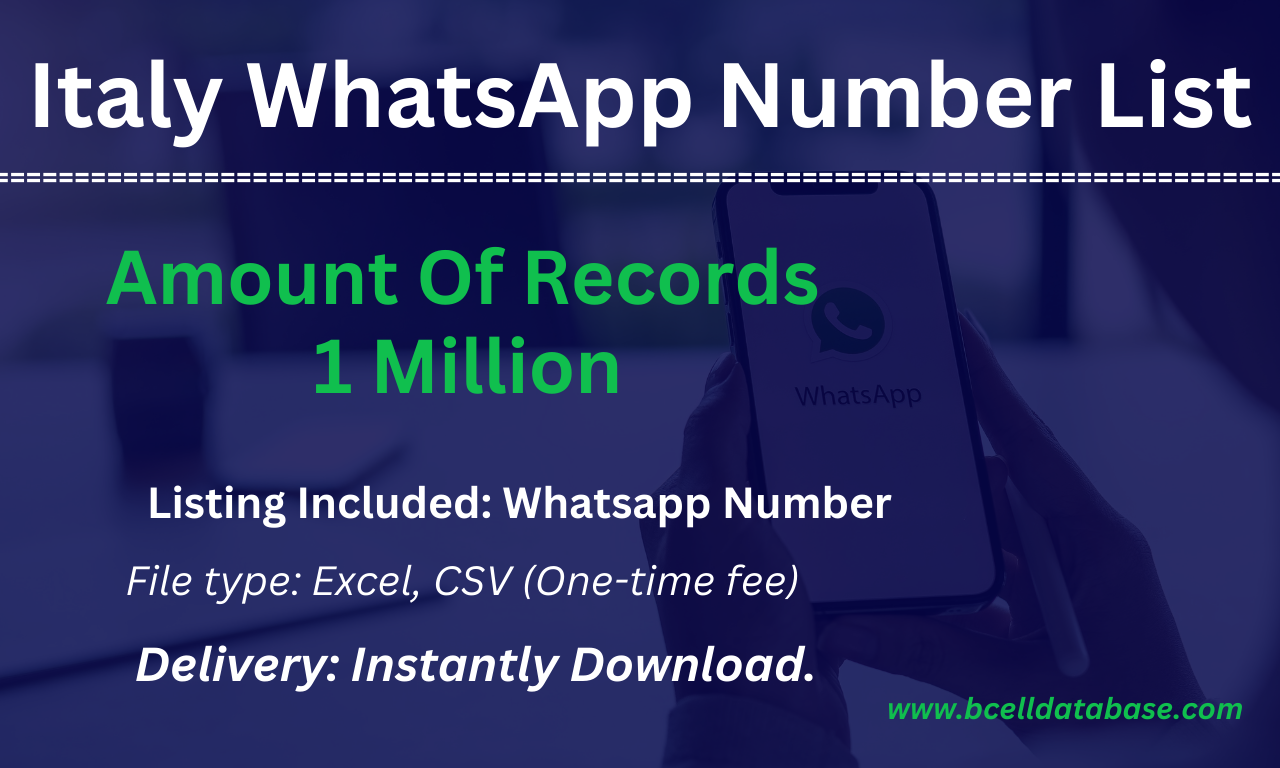 Italy WhatsApp Number List
Amount Of Records
1 Million
WhatsApp
Listing Included: Whatsapp Number
File type: Excel, CSV (One-time fee)
Delivery: Instantly Download.
www.bcelldatabase.com